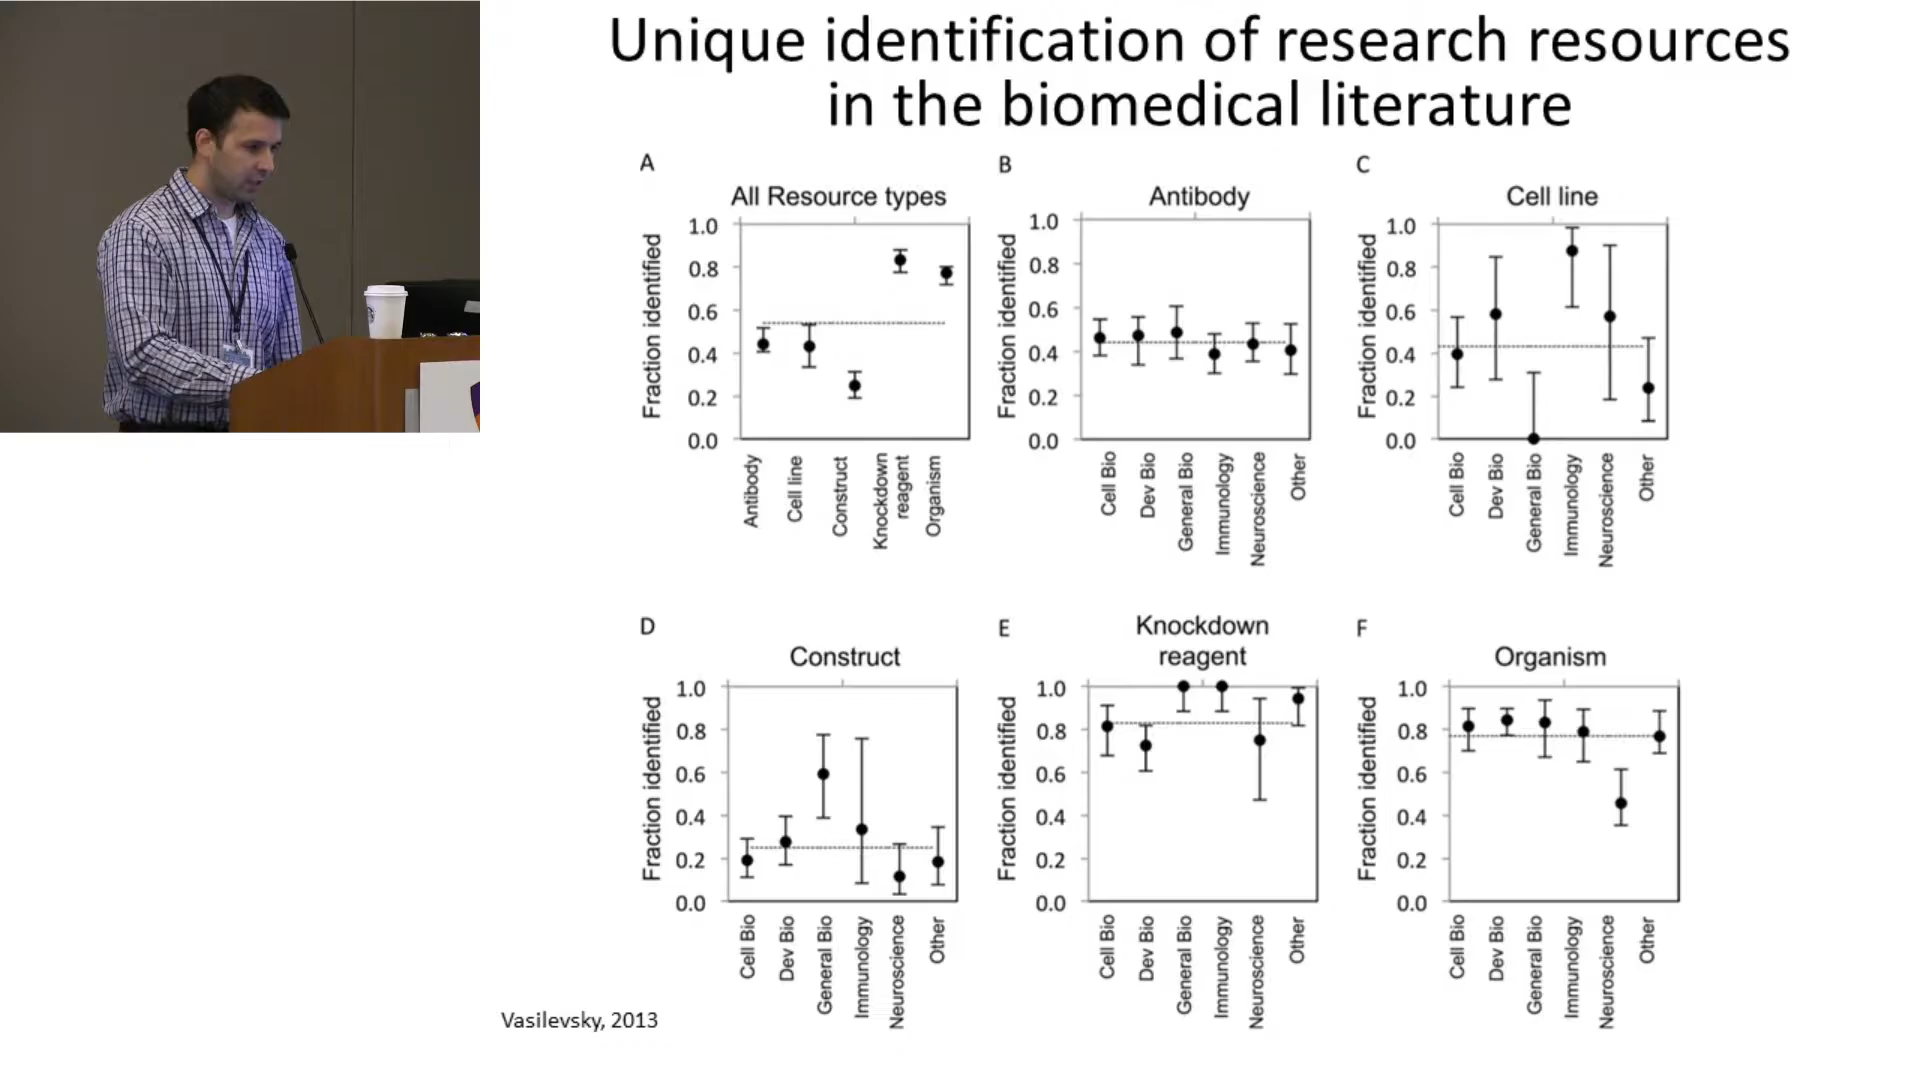 Unique identification of research resources
in the biomedical literature
A
All Resource types
Fraction identified
1.0
0.8
0.6
0.4
0.2
0.0
Antibody
Cell line
Construct
Knockdown
reagent
Organism
B
Antibody
Fraction identified
1.0
0.8
0.6
0.4
0.2
0.0
Cell Bio
Dev Bio
General Bio
Immunology
Neuroscience
Other
C
Cell line
Fraction identified
1.0
0.8
0.6
0.4
0.2
0.0
Cell Bio
Dev Bio
General Bio
Immunology
Neuroscience
Other
D
Construct
Fraction identified
1.0
0.8
0.6
0.4
0.2
0.0
Cell Bio
Dev Bio
General Bio
Immunology
Neuroscience
Other
E
Knockdown
reagent
Fraction identified
1.0
0.8
0.6
0.4
0.2
0.0
Cell Bio
Dev Bio
General Bio
Immunology
Neuroscience
Other
F
Organism
Fraction identified
1.0
0.8
0.6
0.4
0.2
0.0
Cell Bio
Dev Bio
General Bio
Immunology
Neuroscience
Other
Vasilevsky, 2013